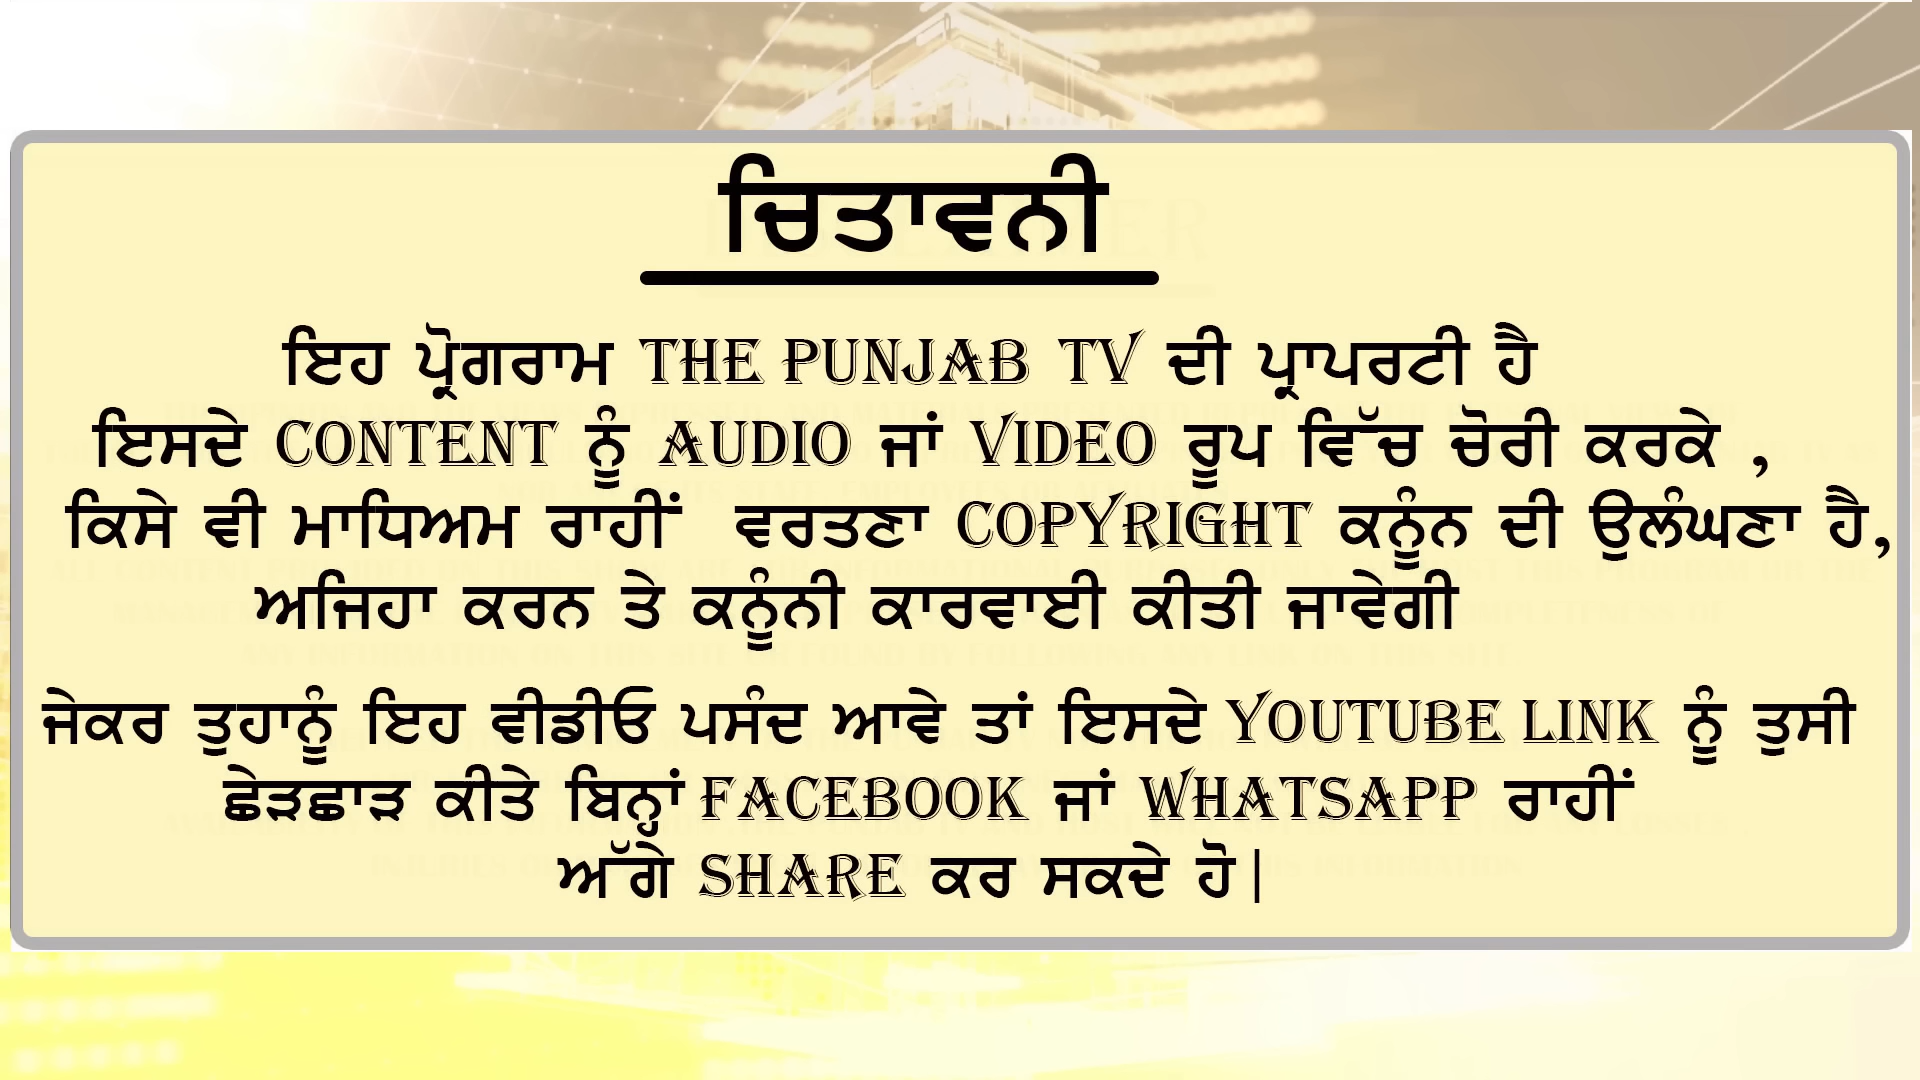 ਚਿਤਾਵਨੀ
ਇਹ ਪ੍ਰੋਗਰਾਮ THE PUNJAB TV ਦੀ ਪ੍ਰਾਪਰਟੀ ਹੈ
ਇਸਦੇ CONTENT ਨੂੰ AUDIO ਜਾਂ VIDEO ਰੂਪ ਵਿੱਚ ਚੋਰੀ ਕਰਕੇ ,
ਕਿਸੇ ਵੀ ਮਾਧਿਅਮ ਰਾਹੀਂ ਵਰਤਣਾ COPYRIGHT ਕਨੂੰਨ ਦੀ ਉਲੰਘਣਾ ਹੈ,
ਅਜਿਹਾ ਕਰਨ ਤੇ ਕਨੂੰਨੀ ਕਾਰਵਾਈ ਕੀਤੀ ਜਾਵੇਗੀ
ਜੇਕਰ ਤੁਹਾਨੂੰ ਇਹ ਵੀਡੀਓ ਪਸੰਦ ਆਵੇ ਤਾਂ ਇਸਦੇ YOUTUBE LINK ਨੂੰ ਤੁਸੀ
ਛੇੜਛਾੜ ਕੀਤੇ ਬਿਨ੍ਹਾਂ FACEBOOK ਜਾਂ WHATSAPP ਰਾਹੀਂ
ਅੱਗੇ SHARE ਕਰ ਸਕਦੇ ਹੋ|